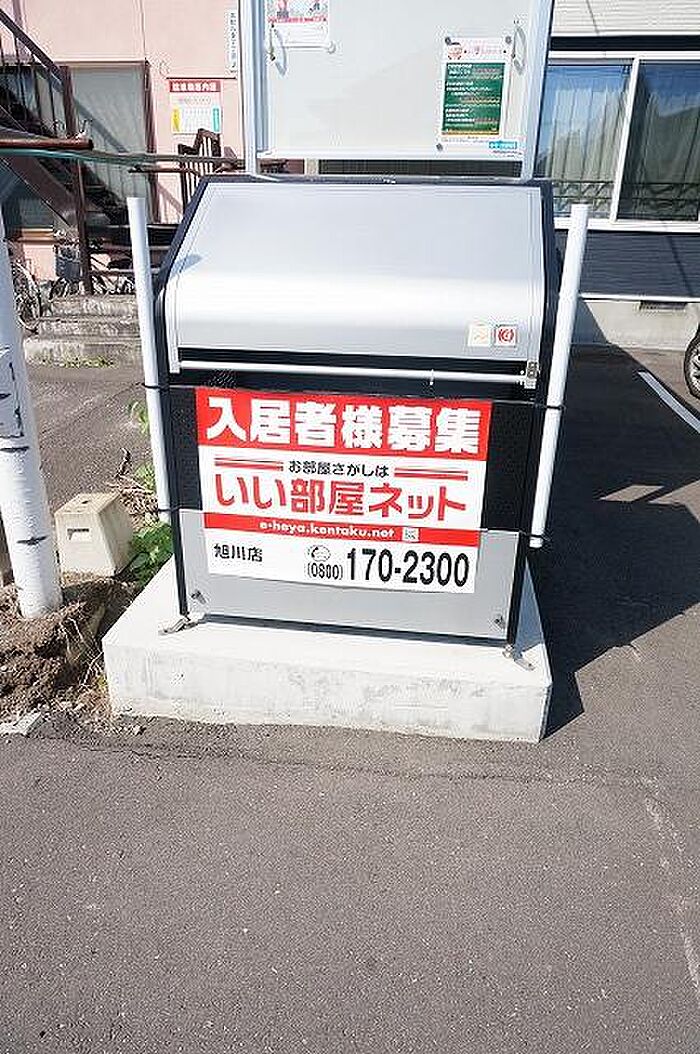 入居者様募集
お部屋さがしは
いい部屋ネット
e-heya.kentaku.net
旭川店
(0800)170-2300